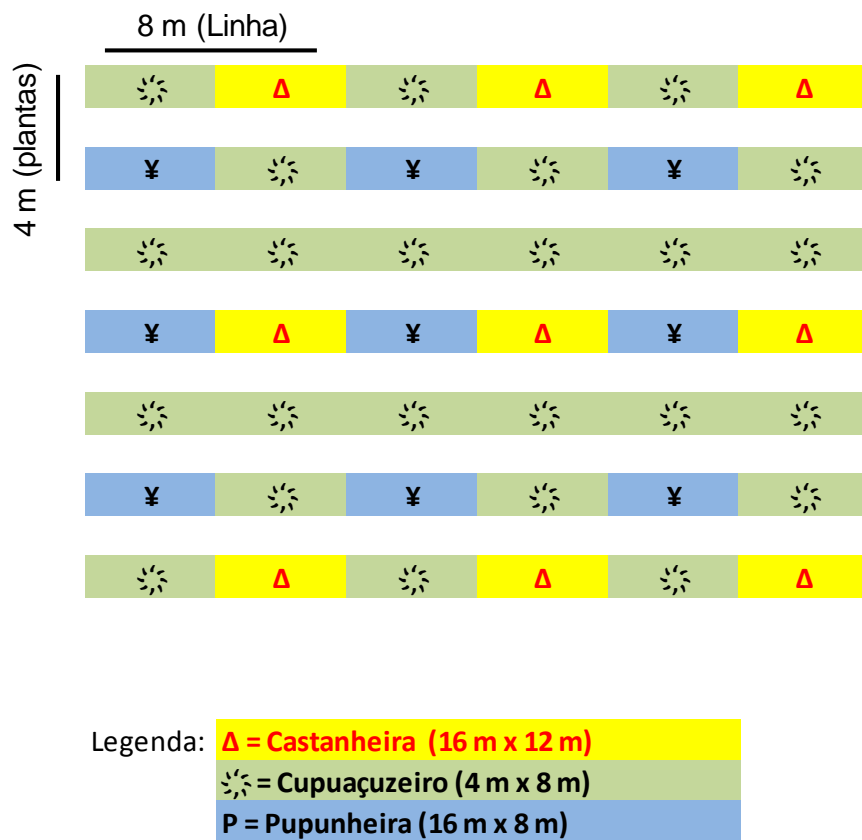 8 m (Linha)
4 m (plantas)
Δ Δ Δ
¥ ¥ ¥
¥ Δ ¥ Δ ¥ Δ
¥ ¥ ¥
Δ Δ Δ
Legenda: Δ = Castanheira (16 m x 12 m)
= Cupuaçuzeiro (4 m x 8 m)
P = Pupunheira (16 m x 8 m)